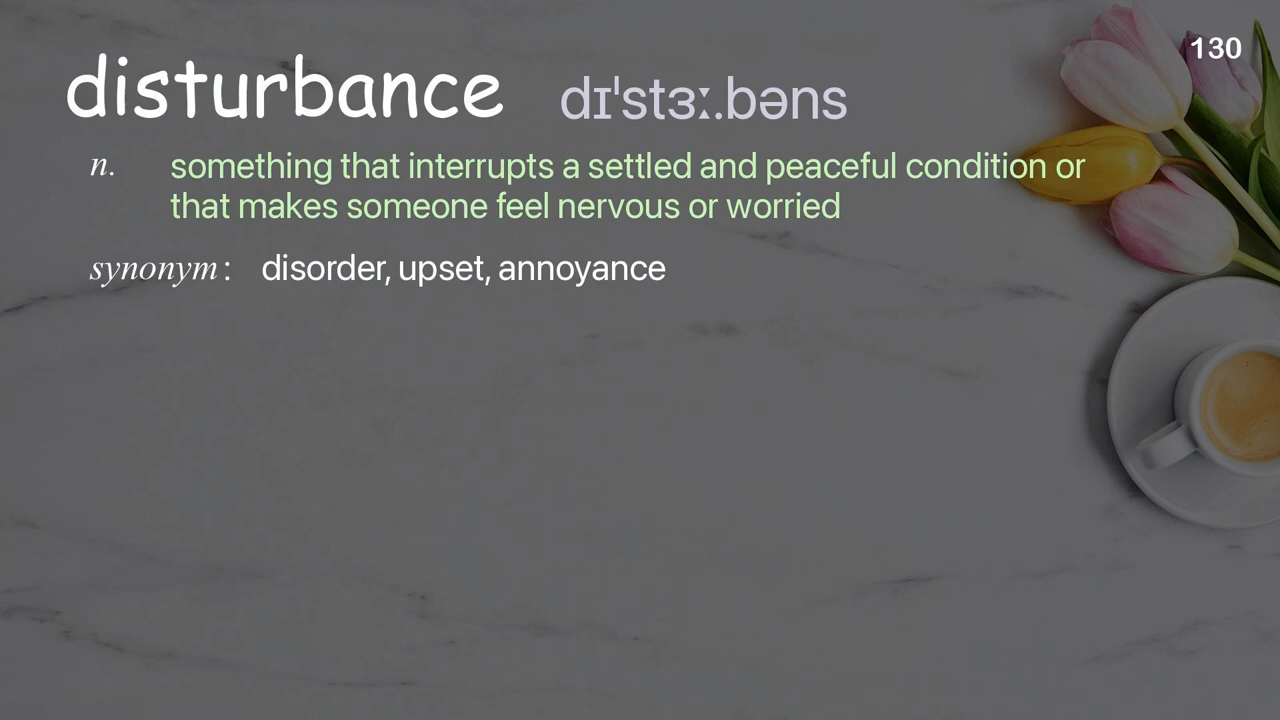 130
disturbance dɪˈstɜː.bəns
n. something that interrupts a settled and peaceful condition or
that makes someone feel nervous or worried
synonym : disorder, upset, annoyance